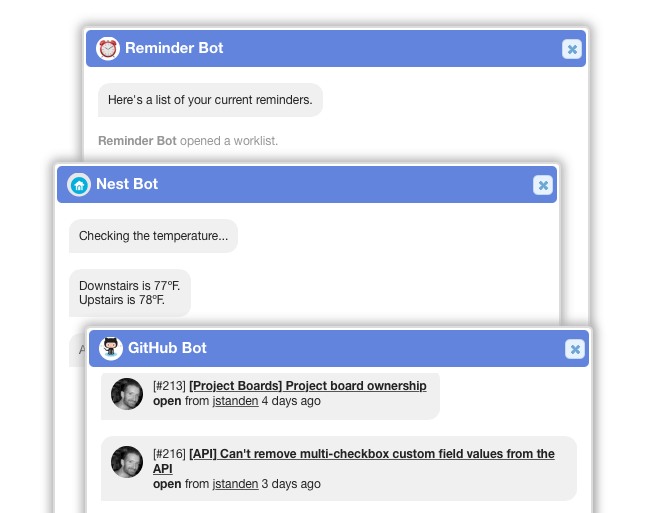 Reminder Bot
Here's a list of your current reminders.
Reminder Bot opened a worklist.
Nest Bot
Checking the temperature...
Downstairs is 77°F.
Upstairs is 78°F.
A
GitHub Bot
[#213] [Project Boards] Project board ownership
open from jstanden 4 days ago
[#216] [API] Can't remove multi-checkbox custom field values from the
API
open from jstanden 3 days ago